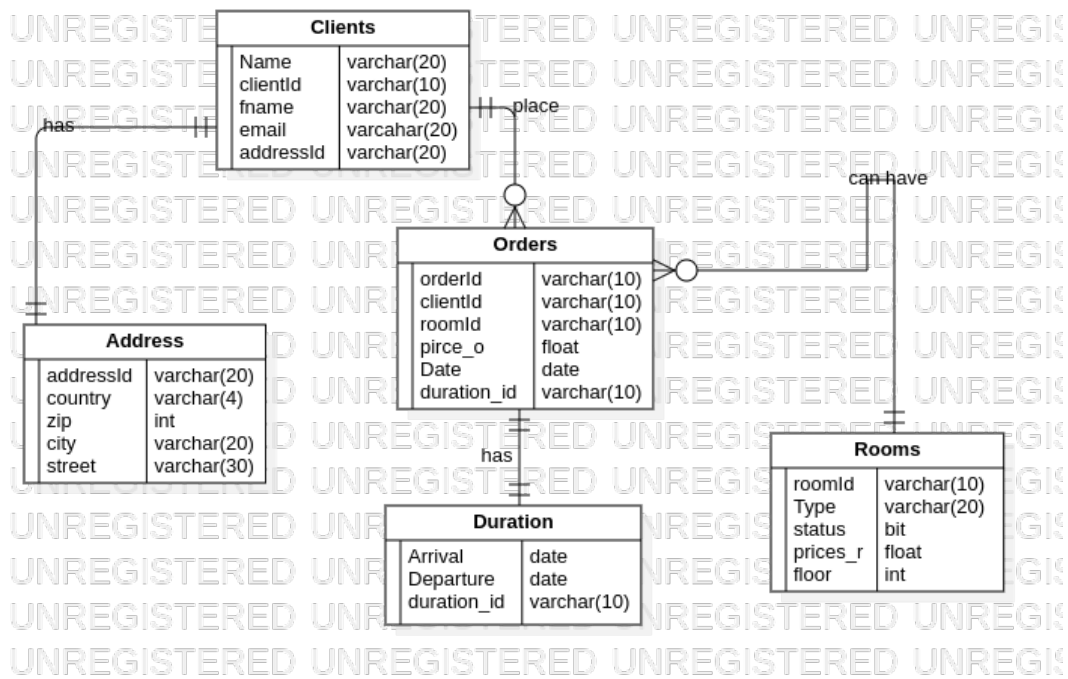 Clients
Name varchar(20)
clientId varchar(10)
fname varchar(20)
email varcahar(20)
addressId varchar(20)
has
place
can have
Orders
orderId varchar(10)
clientId varchar(10)
roomId varchar(10)
pirce_o float
Date date
duration_id varchar(10)
Address
addressId varchar(20)
country varchar(4)
zip int
city varchar(20)
street varchar(30)
has
Rooms
roomId varchar(10)
Type varchar(20)
status bit
prices_r float
floor int
Duration
Arrival date
Departure date
duration_id varchar(10)
UNREGISTERED UNREGISTERED UNREGISTERED